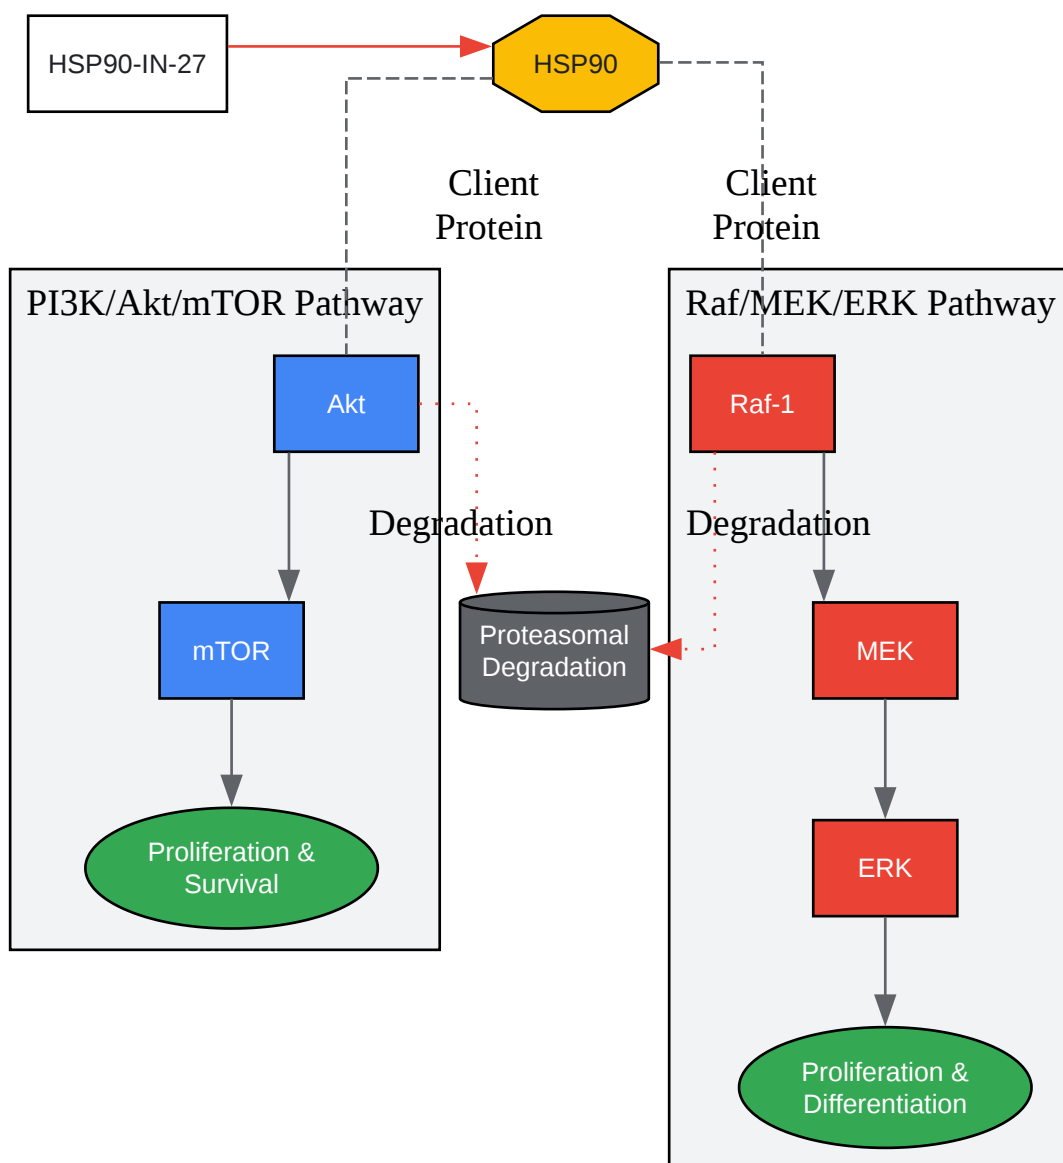 HSP90-IN-27
HSP90
Client
Protein
Client
Protein
PI3K/Akt/mTOR Pathway
Akt
Degradation
mTOR
Proliferation &
Survival
Proteasomal
Degradation
Raf/MEK/ERK Pathway
Raf-1
Degradation
MEK
ERK
Proliferation &
Differentiation